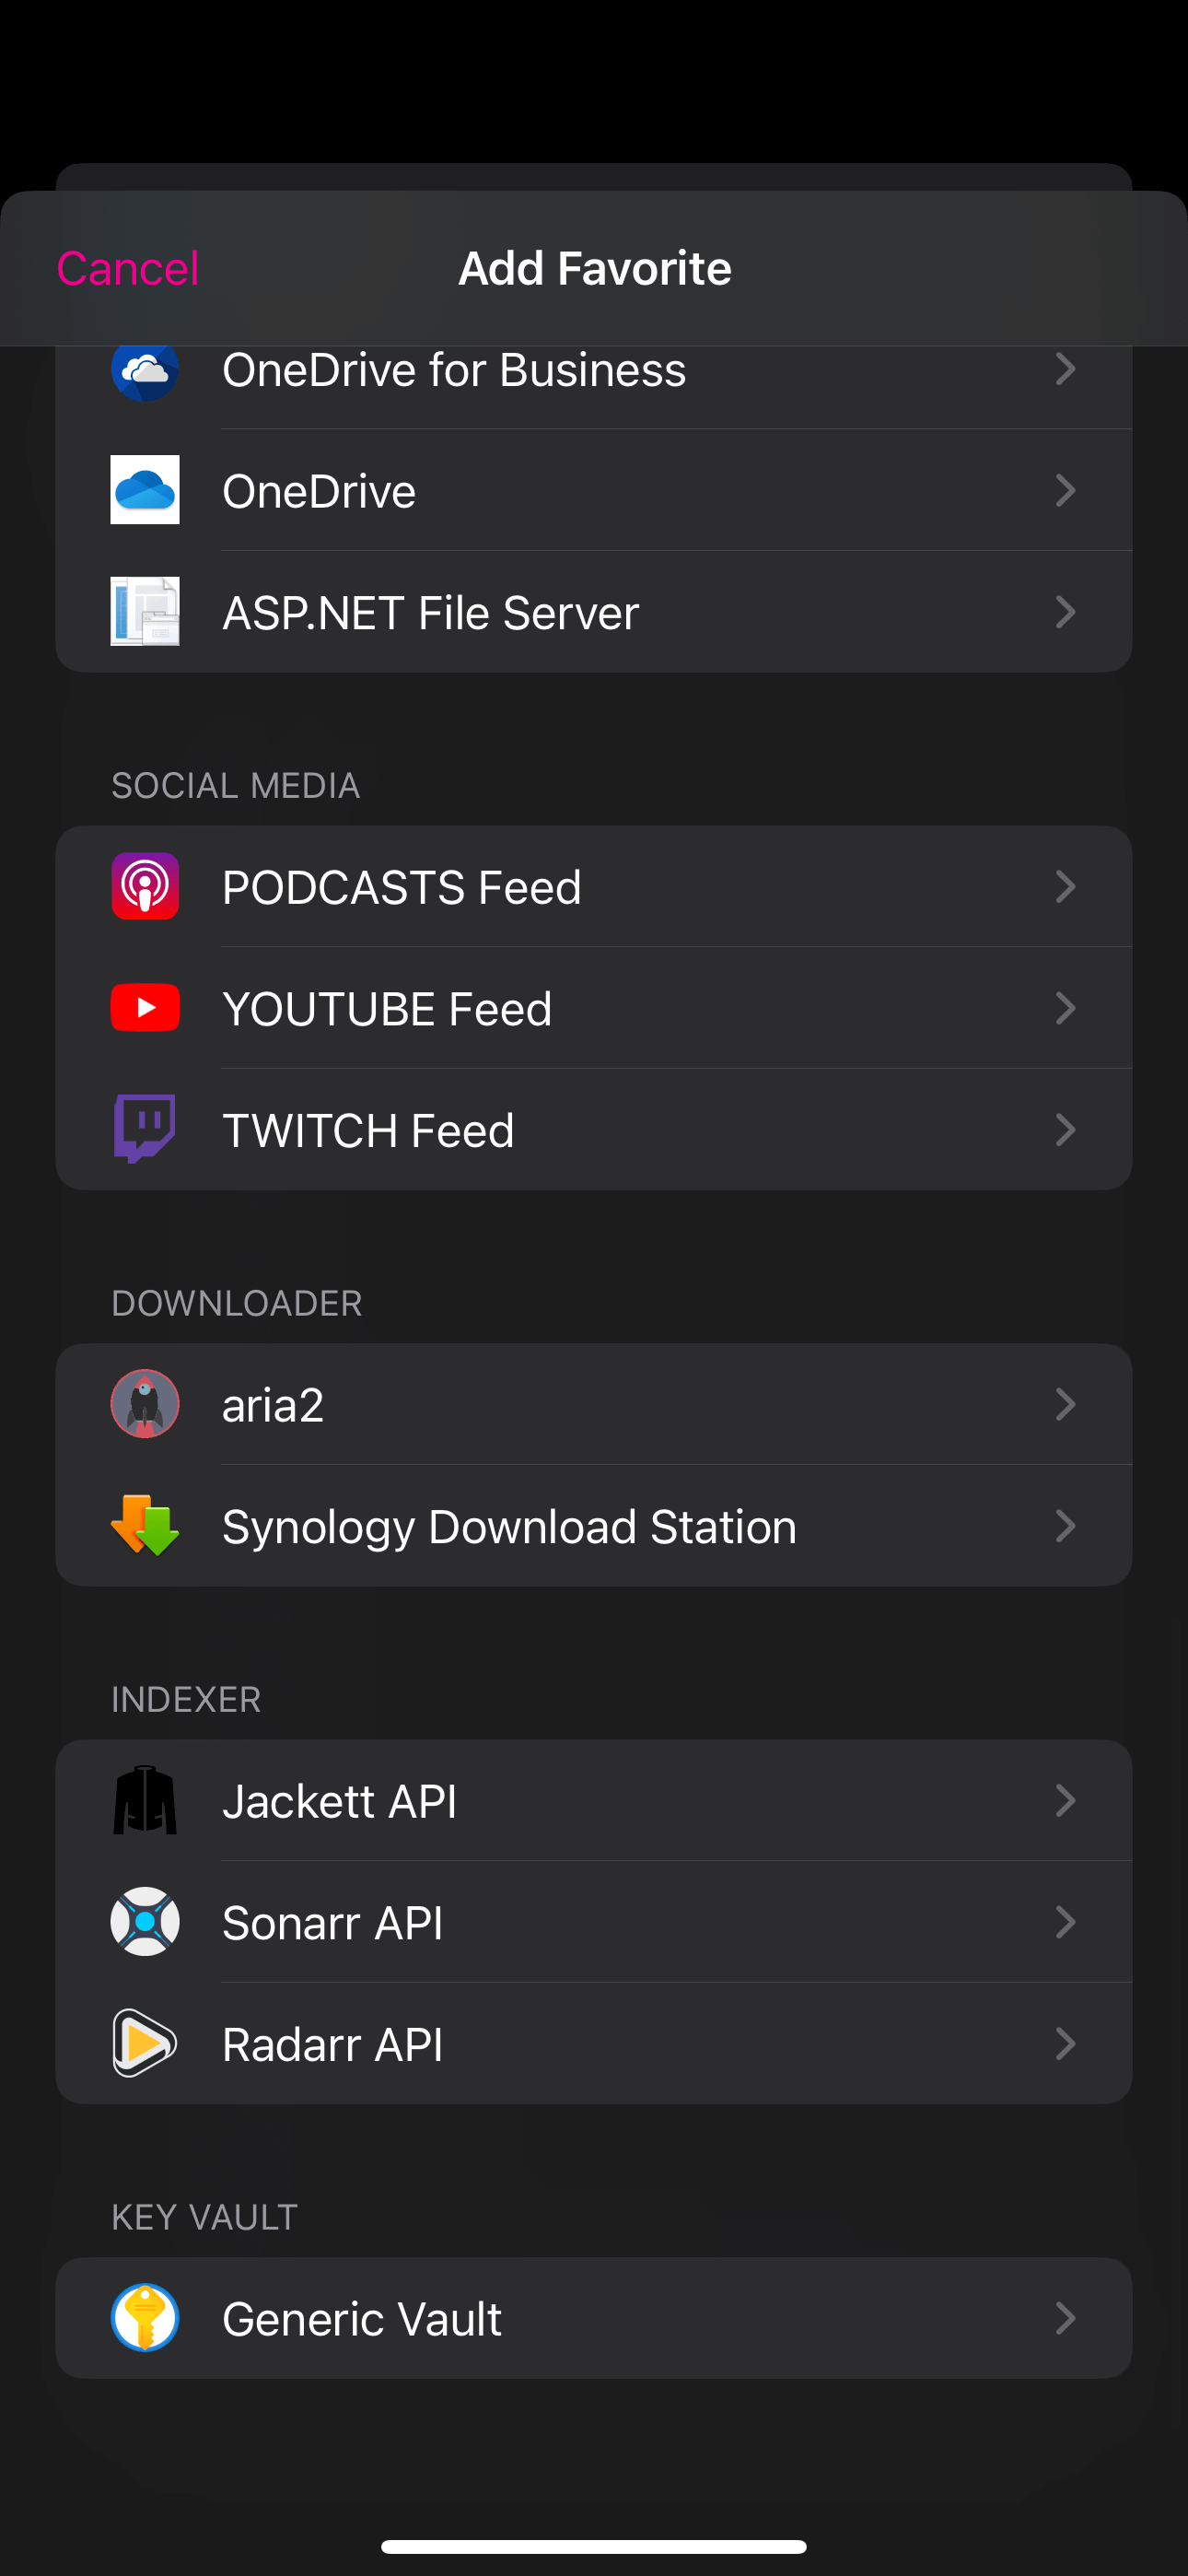 Cancel
Add Favorite
OneDrive for Business
OneDrive
ASP.NET File Server
SOCIAL MEDIA
PODCASTS Feed
YOUTUBE Feed
TWITCH Feed
DOWNLOADER
aria2
Synology Download Station
INDEXER
Jackett API
Sonarr API
Radarr API
KEY VAULT
Generic Vault